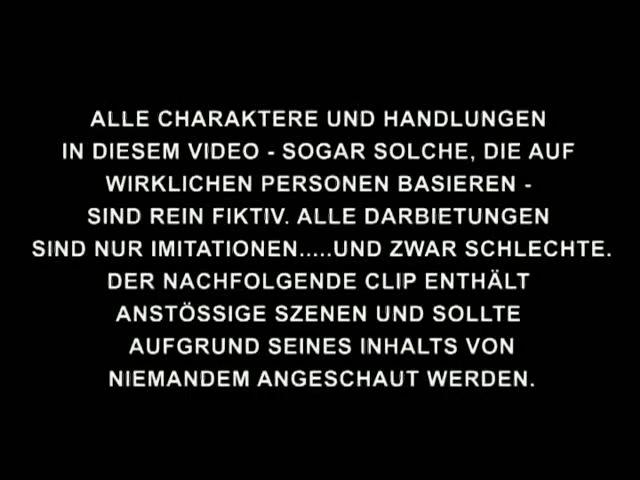 ALLE CHARAKTERE UND HANDLUNGEN
IN DIESEM VIDEO - SOGAR SOLCHE, DIE AUF
WIRKLICHEN PERSONEN BASIEREN -
SIND REIN FIKTIV. ALLE DARBIETUNGEN
SIND NUR IMITATIONEN.....UND ZWAR SCHLECHTE.
DER NACHFOLGENDE CLIP ENTHÄLT
ANSTÖSSIGE SZENEN UND SOLLTE
AUFGRUND SEINES INHALTS VON
NIEMANDEM ANGESCHAUT WERDEN.